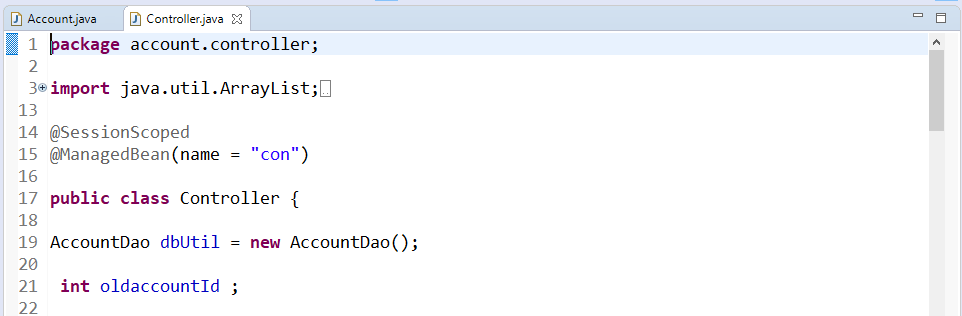 Account.java Controller.java
1 package account.controller;
2
3 import java.util.ArrayList;
13
14 @SessionScoped
15 @ManagedBean(name = "con")
16
17 public class Controller {
18
19 AccountDao dbUtil = new AccountDao();
20
21 int oldaccountId ;
22